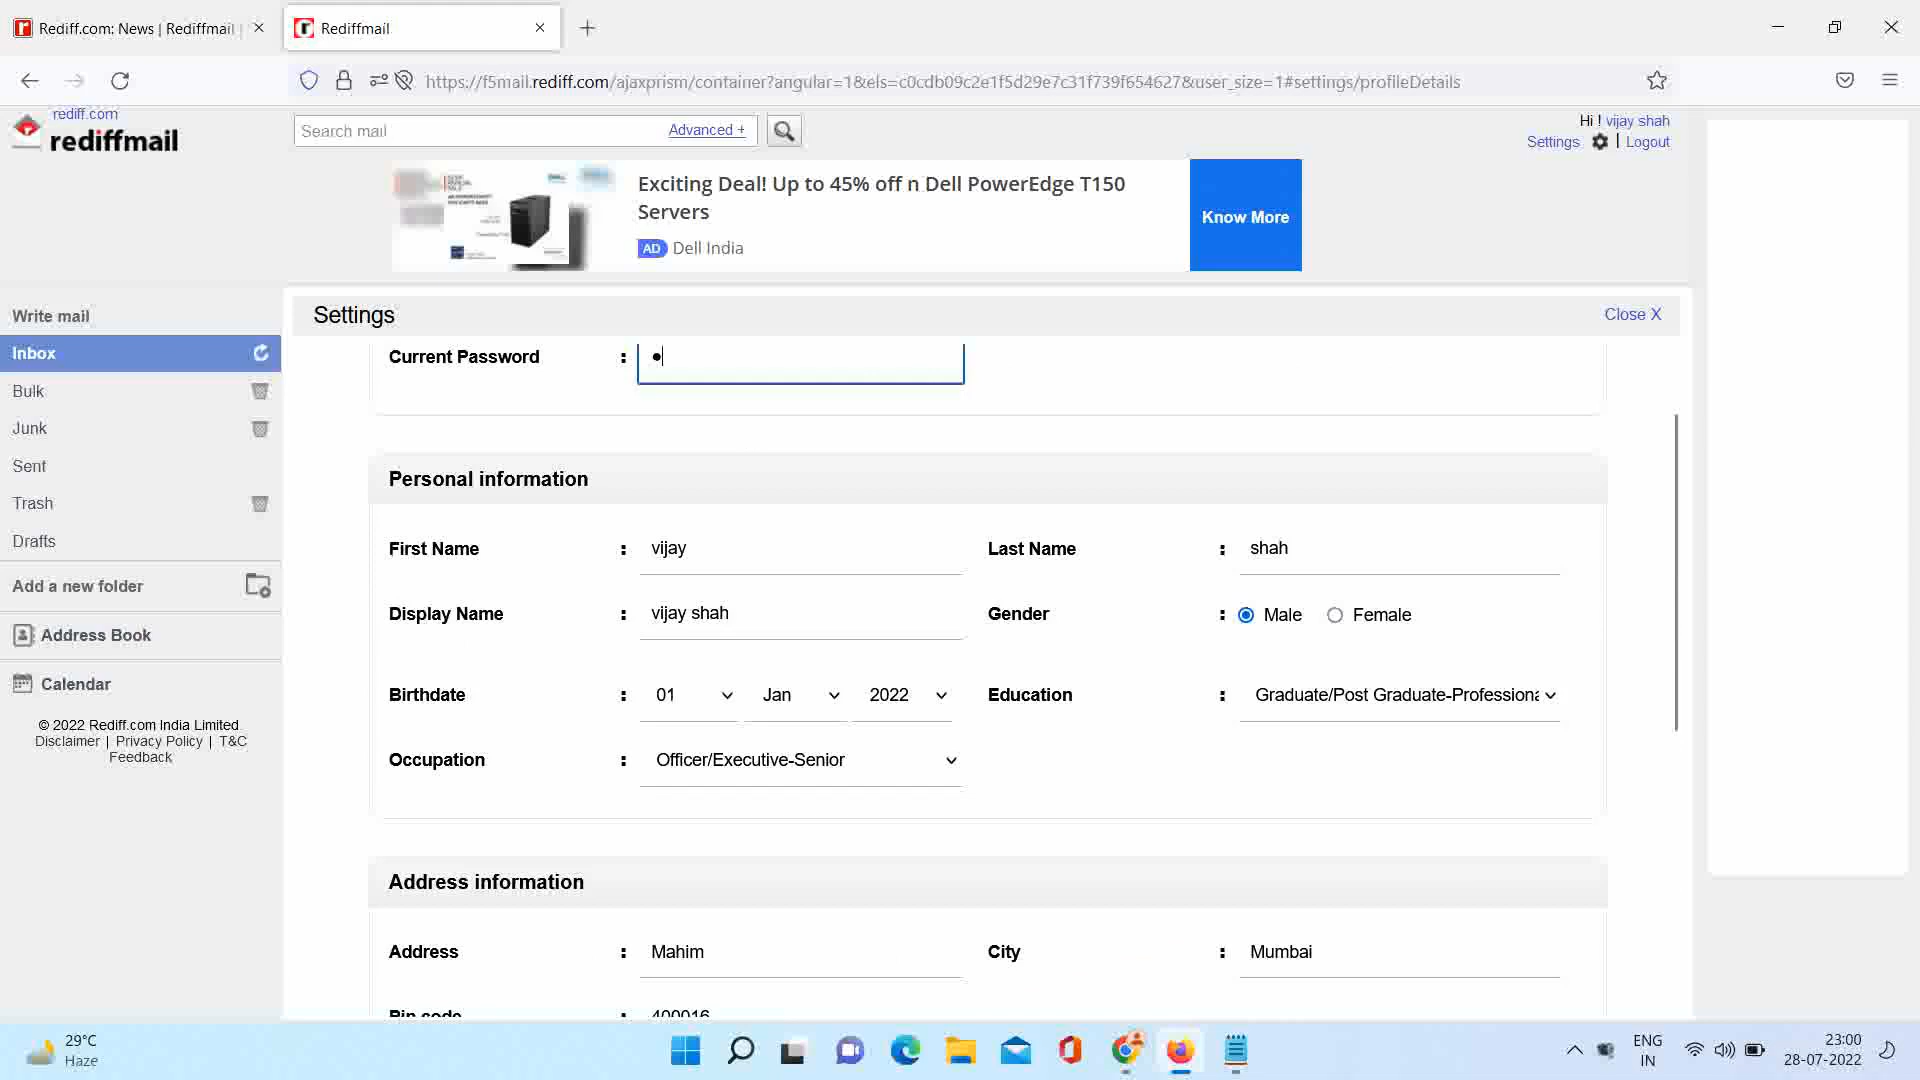 Rediff.com: News | Rediffmail |
Rediffmail
https://f5mail.rediff.com/ajaxprism/container?angular=1&els=c0cdb09c2e1f5d29e7c31f739f654627&user_size=1#settings/profileDetails
rediff.com
rediffmail
Search mail
Advanced +
Hi ! vijay shah
Settings | Logout
Exciting Deal! Up to 45% off n Dell PowerEdge T150
Servers
AD Dell India
Know More
Settings
Close X
Write mail
Inbox
Bulk
Junk
Sent
Trash
Drafts
Add a new folder
Address Book
Calendar
© 2022 Rediff.com India Limited.
Disclaimer | Privacy Policy | T&C
Feedback
Current Password :
Personal information
First Name : vijay
Last Name : shah
Display Name : vijay shah
Gender : Male Female
Birthdate : 01 Jan 2022
Education : Graduate/Post Graduate-Professiona
Occupation : Officer/Executive-Senior
Address information
Address : Mahim
City : Mumbai
Pin code : 400016
29°C
Haze
ENG
IN
23:00
28-07-2022